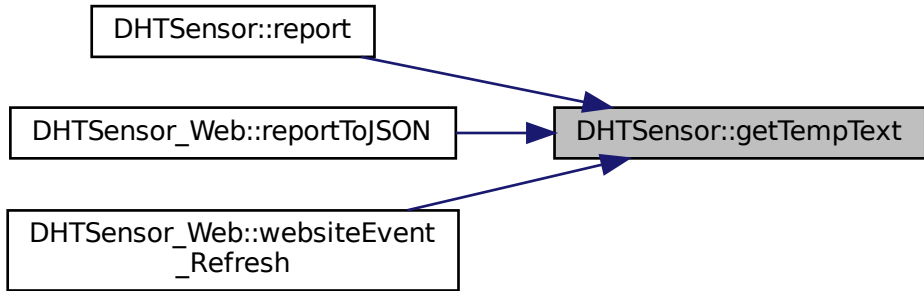 DHTSensor::report
DHTSensor_Web::reportToJSON
DHTSensor::getTempText
DHTSensor_Web::websiteEvent
_Refresh